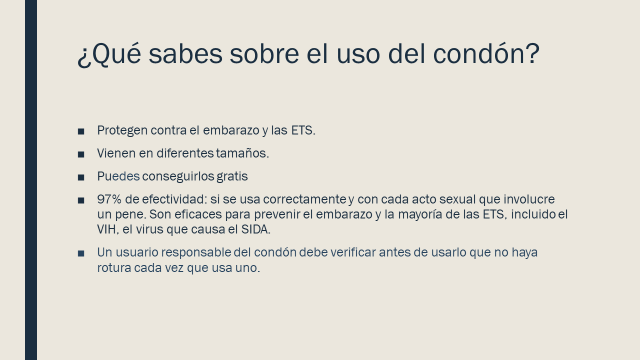 ¿Qué sabes sobre el uso del condón?
■ Protegen contra el embarazo y las ETS.
■ Vienen en diferentes tamaños.
■ Puedes conseguirlos gratis
■ 97% de efectividad: si se usa correctamente y con cada acto sexual que involucre
un pene. Son eficaces para prevenir el embarazo y la mayoría de las ETS, incluido el
VIH, el virus que causa el SIDA.
■ Un usuario responsable del condón debe verificar antes de usarlo que no haya
rotura cada vez que usa uno.